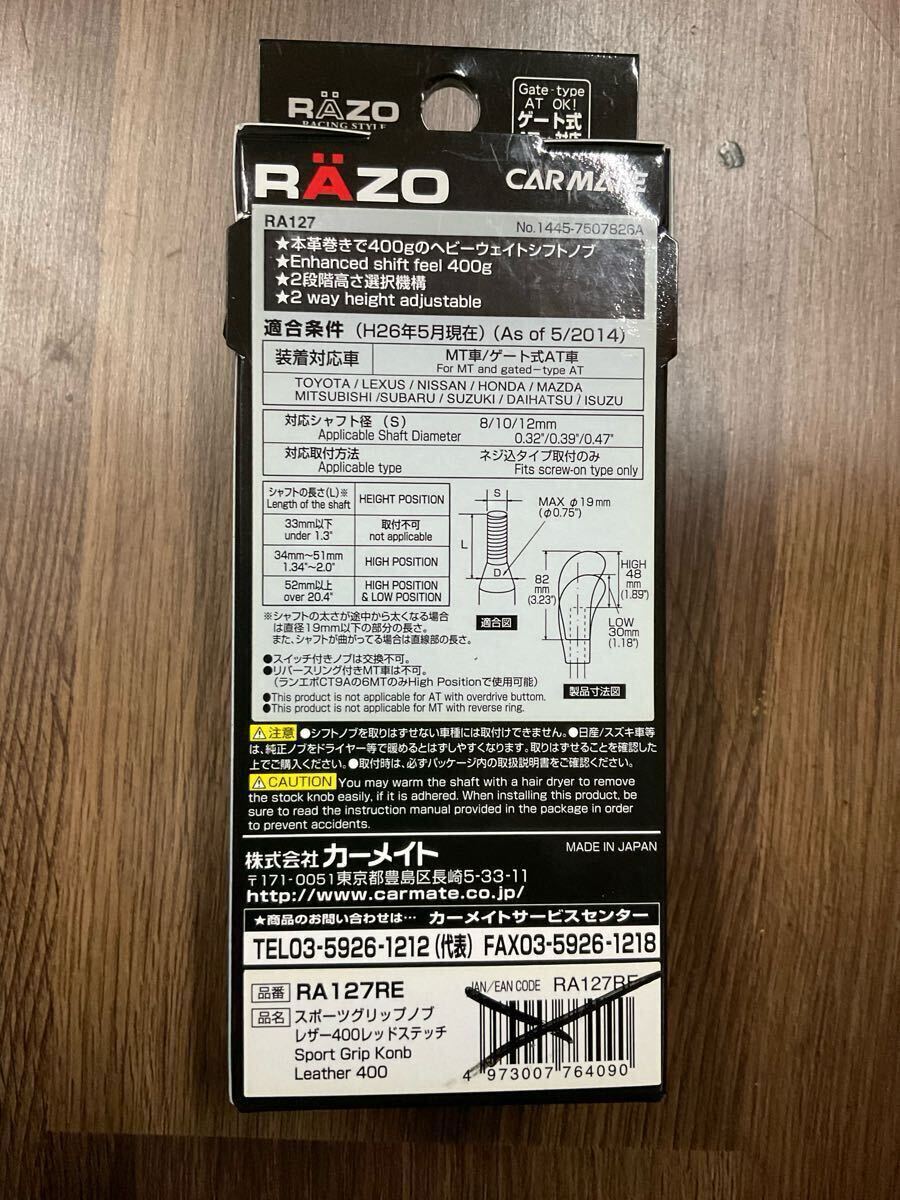 RÄZO
RACING STYLE
Gate-type
AT OK!
ゲート式
RÄZO
CARMATE
RA127
No.1445-7507826A
★本革巻きで400gのヘビーウェイトシフトノブ
★Enhanced shift feel 400g
★2段階高さ選択機構
★2 way height adjustable
適合条件 (H26年5月現在) (As of 5/2014)
装着対応車
MT車/ゲート式AT車
For MT and gated-type AT
TOYOTA / LEXUS / NISSAN / HONDA / MAZDA
MITSUBISHI /SUBARU / SUZUKI / DAIHATSU / ISUZU
対応シャフト径 (S)
Applicable Shaft Diameter
8/10/12mm
0.32"/0.39"/0.47"
対応取付方法
Applicable type
ネジ込タイプ取付のみ
Fits screw-on type only
シャフトの長さ(L)※
Length of the shaft
HEIGHT POSITION
33mm以下
under 1.3"
取付不可
not applicable
34mm~51mm
1.34"~2.0"
HIGH POSITION
52mm以上
over 20.4"
HIGH POSITION
& LOW POSITION
※シャフトの太さが途中から太くなる場合
は直径19mm以下の部分の長さ。
また、シャフトが曲がってる場合は直線部の長さ。
S
MAX φ19mm
(φ0.75")
L
D
適合図
82
mm
(3.23")
HIGH
48
mm
(1.89")
LOW
30mm
(1.18")
製品寸法図
●スイッチ付きノブは交換不可。
●リバースリング付きMT車は不可。
(ランエボCT9Aの6MTのみHigh Positionで使用可能)
●This product is not applicable for AT with overdrive buttom.
●This product is not applicable for MT with reverse ring.
⚠注意 ●シフトノブを取りはずせない車種には取付けできません。●日産/スズキ車等
は、純正ノブをドライヤー等で暖めるとはずしやすくなります。取りはずせることを確認した
上でご購入ください。●取付時は、必ずパッケージ内の取扱説明書をご確認ください。
⚠CAUTION You may warm the shaft with a hair dryer to remove
the stock knob easily, if it is adhered. When installing this product, be
sure to read the instruction manual provided in the package in order
to prevent accidents.
株式会社 カーメイト
MADE IN JAPAN
〒171-0051東京都豊島区長崎5-33-11
http://www.carmate.co.jp/
★商品のお問い合わせは… カーメイトサービスセンター
TEL03-5926-1212(代表) FAX03-5926-1218
品番 RA127RE
品名 スポーツグリップノブ
レザー400レッドステッチ
Sport Grip Konb
Leather 400
JAN/EAN CODE RA127RE
4 973007 764090